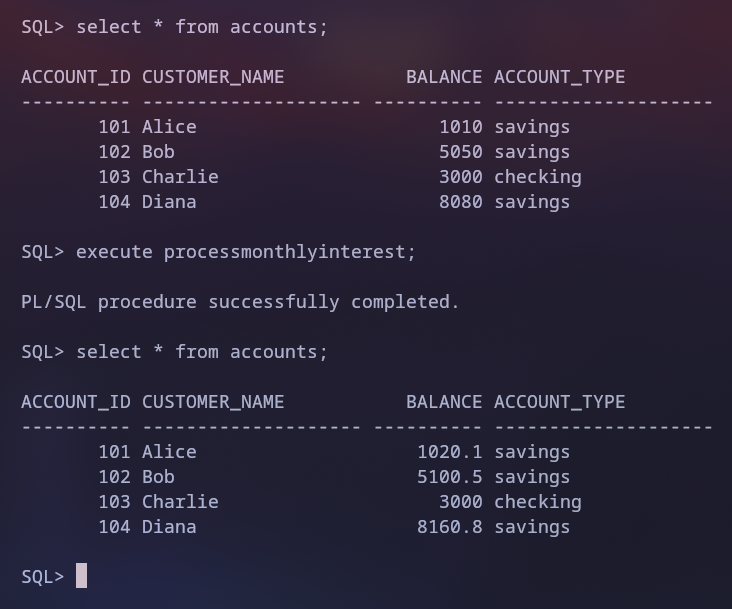 SQL> select * from accounts;
ACCOUNT_ID CUSTOMER_NAME           BALANCE ACCOUNT_TYPE
---------- -------------------- ---------- --------------------
       101 Alice                      1010 savings
       102 Bob                        5050 savings
       103 Charlie                    3000 checking
       104 Diana                      8080 savings
SQL> execute processmonthlyinterest;
PL/SQL procedure successfully completed.
SQL> select * from accounts;
ACCOUNT_ID CUSTOMER_NAME           BALANCE ACCOUNT_TYPE
---------- -------------------- ---------- --------------------
       101 Alice                    1020.1 savings
       102 Bob                      5100.5 savings
       103 Charlie                    3000 checking
       104 Diana                    8160.8 savings
SQL>